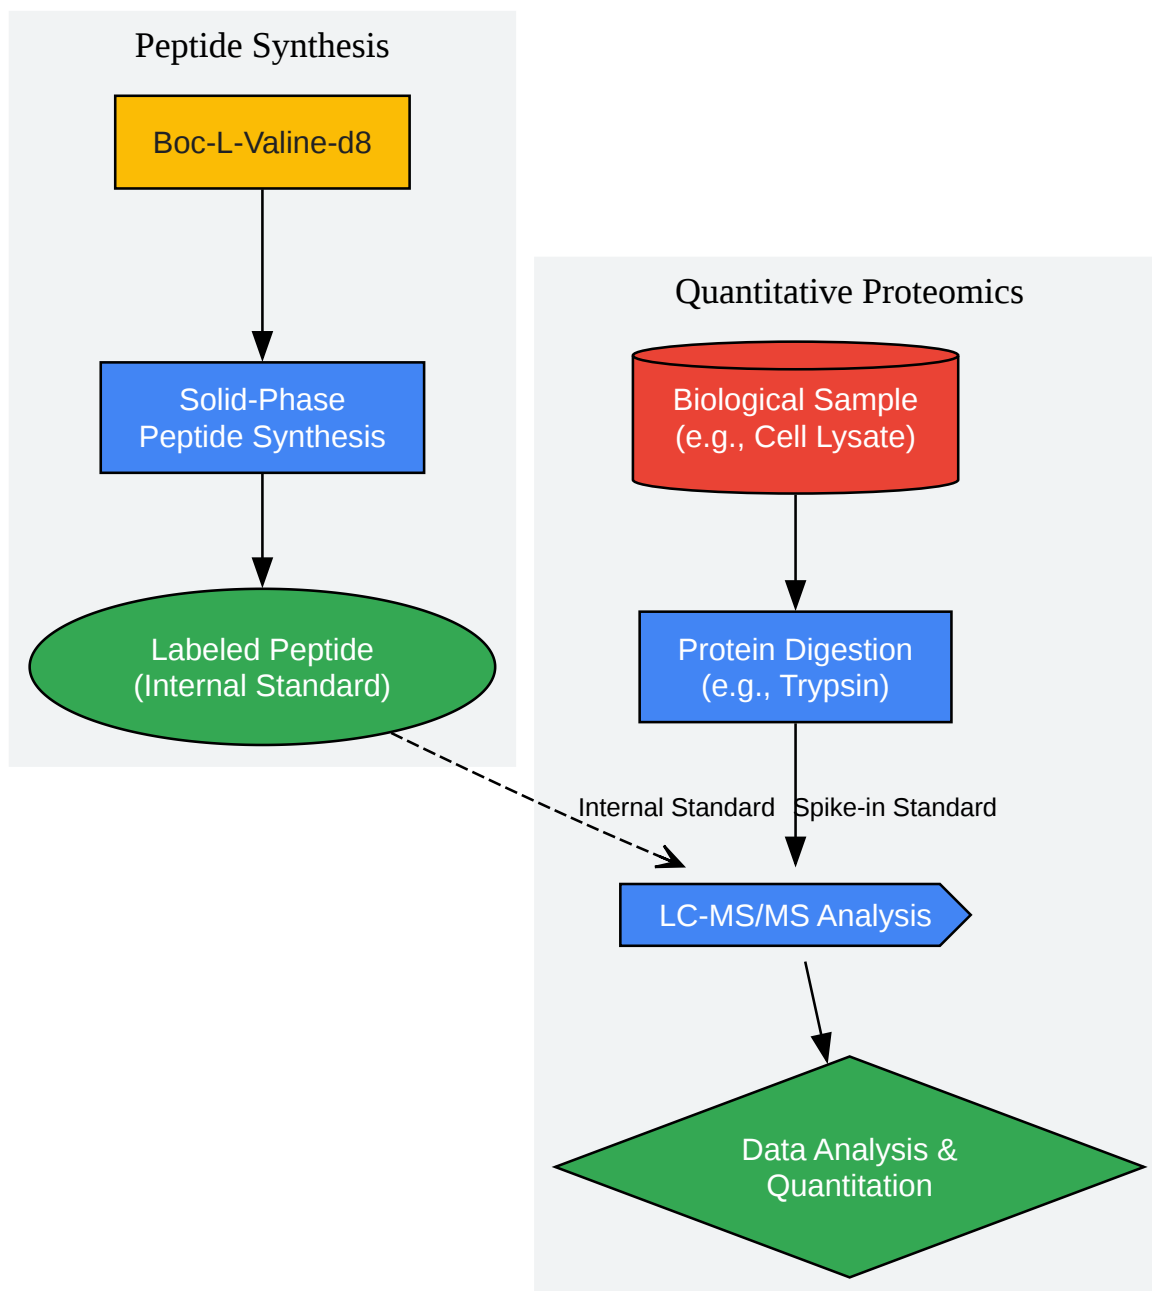 Peptide Synthesis
Boc-L-Valine-d8
Solid-Phase
Peptide Synthesis
Labeled Peptide
(Internal Standard)
Quantitative Proteomics
Biological Sample
(e.g., Cell Lysate)
Protein Digestion
(e.g., Trypsin)
Internal Standard
Spike-in Standard
LC-MS/MS Analysis
Data Analysis &
Quantitation